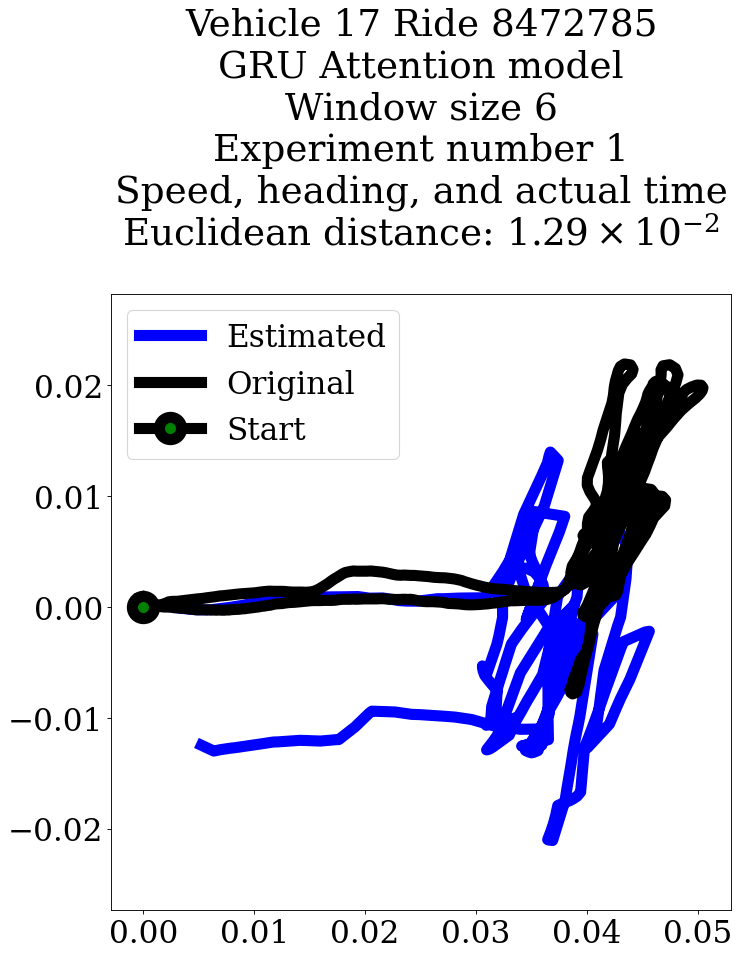 Vehicle 17 Ride 8472785
GRU Attention model
Window size 6
Experiment number 1
Speed, heading, and actual time
Euclidean distance: 1.29 × 10⁻²
Estimated
Original
Start
0.02
0.01
0.00
−0.01
−0.02
0.00 0.01 0.02 0.03 0.04 0.05